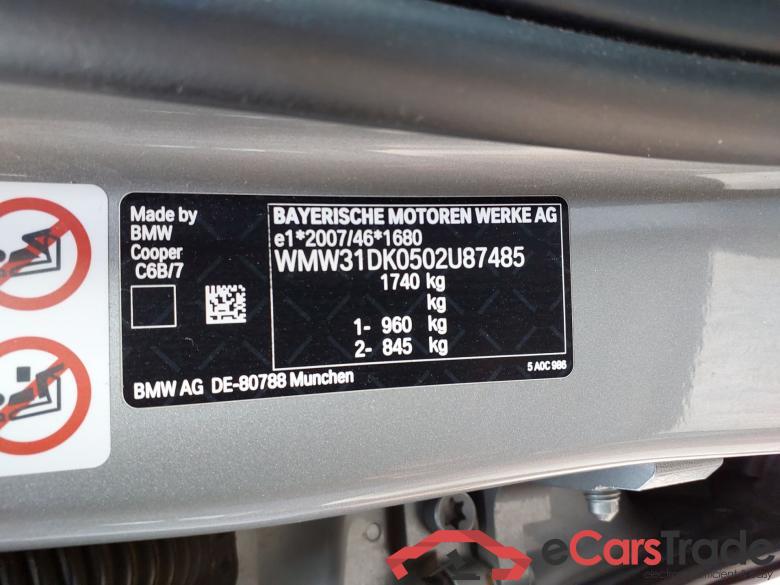 Made by
BMW
Cooper
C6B/7
BAYERISCHE MOTOREN WERKE AG
e1*2007/46*1680
WMW31DK0502U87485
1740 kg
kg
1- 960 kg
2- 845 kg
5 A0C 986
BMW AG DE-80788 Munchen
eCarsTrade